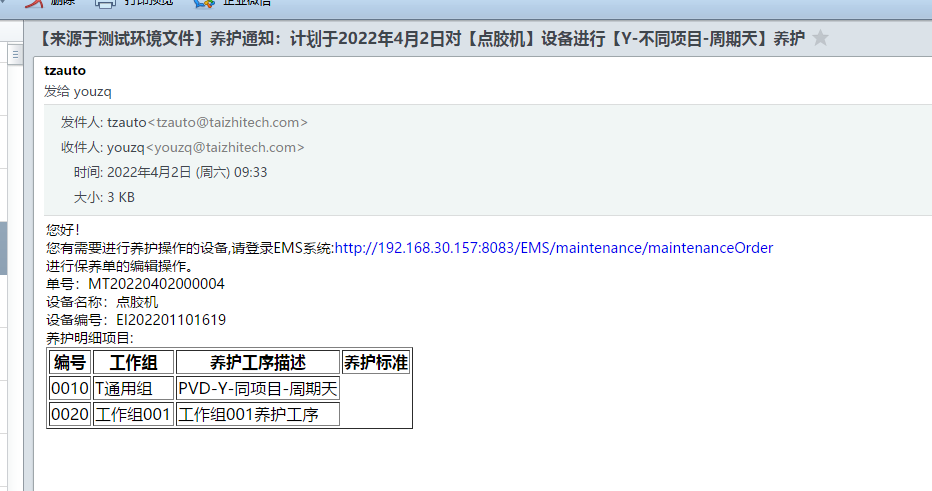 删除 打印预览 企业微信
【来源于测试环境文件】养护通知：计划于2022年4月2日对【点胶机】设备进行【Y-不同项目-周期天】养护
tzauto
发给 youzq
发件人: tzauto<tzauto@taizhitech.com>
收件人: youzq<youzq@taizhitech.com>
时间: 2022年4月2日 (周六) 09:33
大小: 3 KB
您好！
您有需要进行养护操作的设备,请登录EMS系统:http://192.168.30.157:8083/EMS/maintenance/maintenanceOrder
进行保养单的编辑操作。
单号：MT20220402000004
设备名称：点胶机
设备编号：EI202201101619
养护明细项目:
编号 工作组 养护工序描述 养护标准
0010 T通用组 PVD-Y-同项目-周期天
0020 工作组001 工作组001养护工序